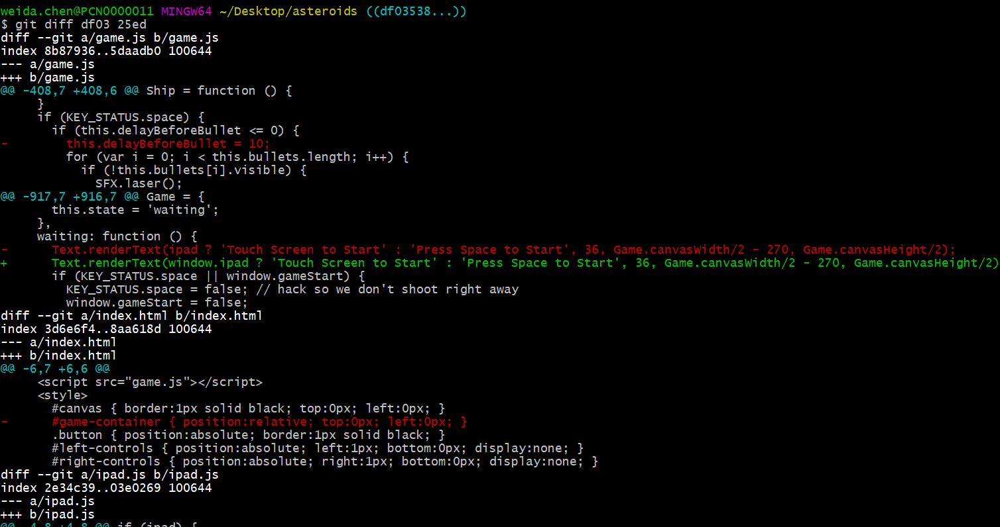 weida.chen@PCN0000011 MINGW64 ~/Desktop/asteroids ((df03538...))
$ git diff df03 25ed
diff --git a/game.js b/game.js
index 8b87936..5daadb0 100644
--- a/game.js
+++ b/game.js
@@ -408,7 +408,6 @@ Ship = function () {
     }
     if (KEY_STATUS.space) {
       if (this.delayBeforeBullet <= 0) {
-        this.delayBeforeBullet = 10;
         for (var i = 0; i < this.bullets.length; i++) {
           if (!this.bullets[i].visible) {
             SFX.laser();
@@ -917,7 +916,7 @@ Game = {
       this.state = 'waiting';
     },
     waiting: function () {
-      Text.renderText(ipad ? 'Touch Screen to Start' : 'Press Space to Start', 36, Game.canvasWidth/2 - 270, Game.canvasHeight/2);
+      Text.renderText(window.ipad ? 'Touch Screen to Start' : 'Press Space to Start', 36, Game.canvasWidth/2 - 270, Game.canvasHeight/2)
       if (KEY_STATUS.space || window.gameStart) {
         KEY_STATUS.space = false; // hack so we don't shoot right away
         window.gameStart = false;
diff --git a/index.html b/index.html
index 3d6e6f4..8aa618d 100644
--- a/index.html
+++ b/index.html
@@ -6,7 +6,6 @@
     <script src="game.js"></script>
     <style>
       #canvas { border:1px solid black; top:0px; left:0px; }
-      #game-container { position:relative; top:0px; left:0px; }
       .button { position:absolute; border:1px solid black; }
       #left-controls { position:absolute; left:1px; bottom:0px; display:none; }
       #right-controls { position:absolute; right:1px; bottom:0px; display:none; }
diff --git a/ipad.js b/ipad.js
index 2e34c39..03e0269 100644
--- a/ipad.js
+++ b/ipad.js
@@ -4,8 +4,8 @@ if (ipad) {